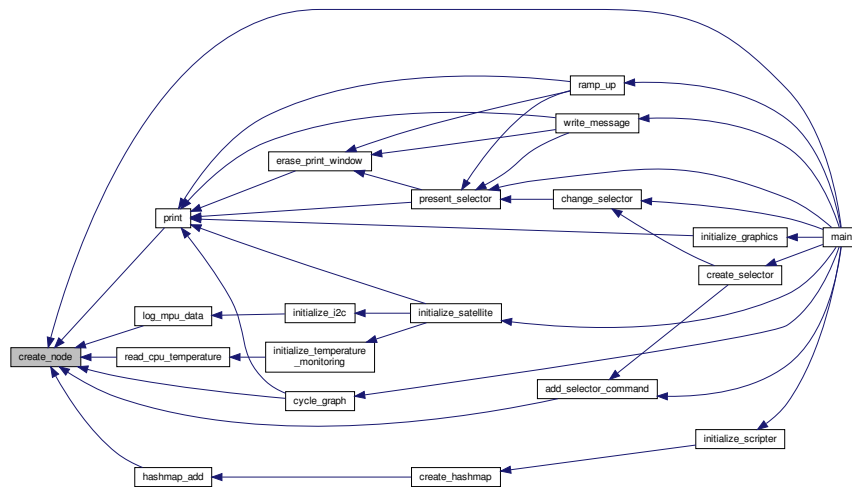 ramp_up
write_message
erase_print_window
present_selector
change_selector
print
initialize_graphics
main
create_selector
log_mpu_data
initialize_i2c
initialize_satellite
create_node
read_cpu_temperature
initialize_temperature
_monitoring
add_selector_command
cycle_graph
initialize_scripter
hashmap_add
create_hashmap